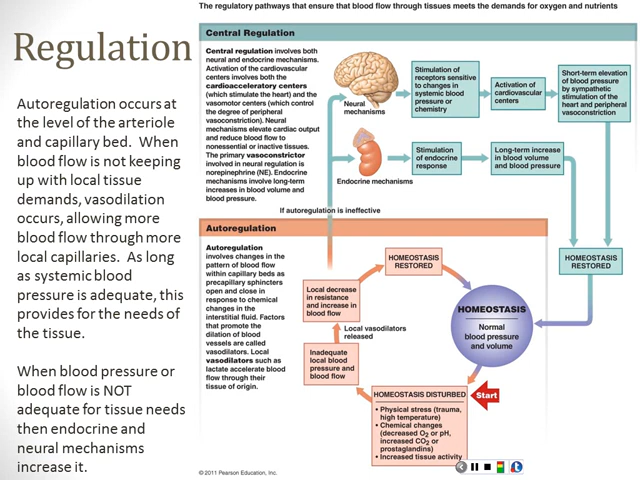 The regulatory pathways that ensure that blood flow through tissues meets the demands for oxygen and nutrients
Regulation
Autoregulation occurs at
the level of the arteriole
and capillary bed. When
blood flow is not keeping
up with local tissue
demands, vasodilation
occurs, allowing more
blood flow through more
local capillaries. As long
as systemic blood
pressure is adequate, this
provides for the needs of
the tissue.
When blood pressure or
blood flow is NOT
adequate for tissue needs
then endocrine and
neural mechanisms
increase it.
Central Regulation
Central regulation involves both
neural and endocrine mechanisms.
Activation of the cardiovascular
centers involves both the
cardioacceleratory centers
(which stimulate the heart) and the
vasomotor centers (which control
the degree of peripheral
vasoconstriction). Neural
mechanisms elevate cardiac output
and reduce blood flow to
nonessential or inactive tissues.
The primary vasoconstrictor
involved in neural regulation is
norepinephrine (NE). Endocrine
mechanisms involve long-term
increases in blood volume and
blood pressure.
Neural
mechanisms
Stimulation of
receptors sensitive
to changes in
systemic blood
pressure or
chemistry
Activation of
cardiovascular
centers
Short-term elevation
of blood pressure
by sympathetic
stimulation of the
heart and peripheral
vasoconstriction
Endocrine mechanisms
Stimulation
of endocrine
response
Long-term increase
in blood volume
and blood pressure
If autoregulation is ineffective
HOMEOSTASIS
RESTORED
Autoregulation
Autoregulation
involves changes in the
pattern of blood flow
within capillary beds as
precapillary sphincters
open and close in
response to chemical
changes in the
interstitial fluid. Factors
that promote the
dilation of blood
vessels are called
vasodilators. Local
vasodilators such as
lactate accelerate blood
flow through their
tissue of origin.
HOMEOSTASIS
RESTORED
Local decrease
in resistance
and increase in
blood flow
Local vasodilators
released
Inadequate
local blood
pressure and
blood flow
HOMEOSTASIS
Normal
blood pressure
and volume
HOMEOSTASIS DISTURBED
• Physical stress (trauma,
high temperature)
• Chemical changes
(decreased O2 or pH,
increased CO2 or
prostaglandins)
• Increased tissue activity
Start
© 2011 Pearson Education, Inc.